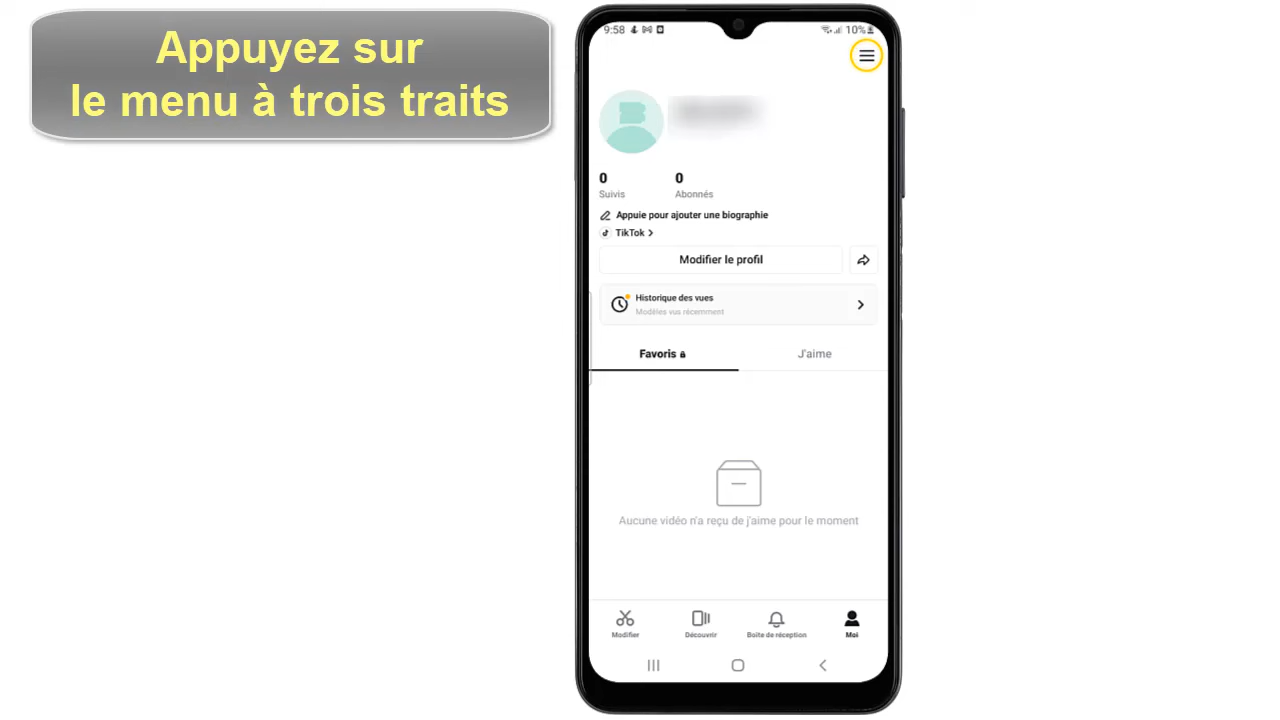 Appuyez sur
le menu à trois traits
9:58
10%
0
0
Suivis
Abonnés
Appuie pour ajouter une biographie
TikTok
Modifier le profil
Historique des vues
Modèles vus récemment
Favoris
J'aime
Aucune vidéo n'a reçu de j'aime pour le moment
Modifier
Découvrir
Boîte de réception
Moi